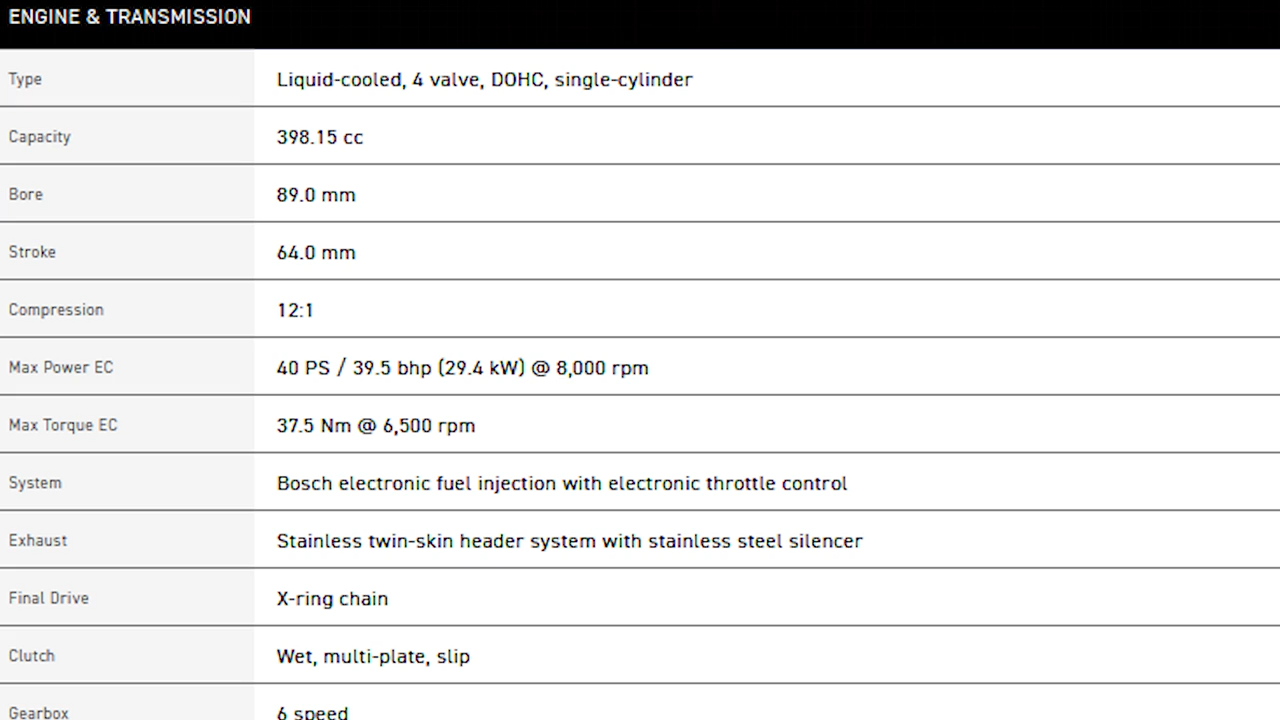 ENGINE & TRANSMISSION
Type Liquid-cooled, 4 valve, DOHC, single-cylinder
Capacity 398.15 cc
Bore 89.0 mm
Stroke 64.0 mm
Compression 12:1
Max Power EC 40 PS / 39.5 bhp (29.4 kW) @ 8,000 rpm
Max Torque EC 37.5 Nm @ 6,500 rpm
System Bosch electronic fuel injection with electronic throttle control
Exhaust Stainless twin-skin header system with stainless steel silencer
Final Drive X-ring chain
Clutch Wet, multi-plate, slip
Gearbox 6 speed